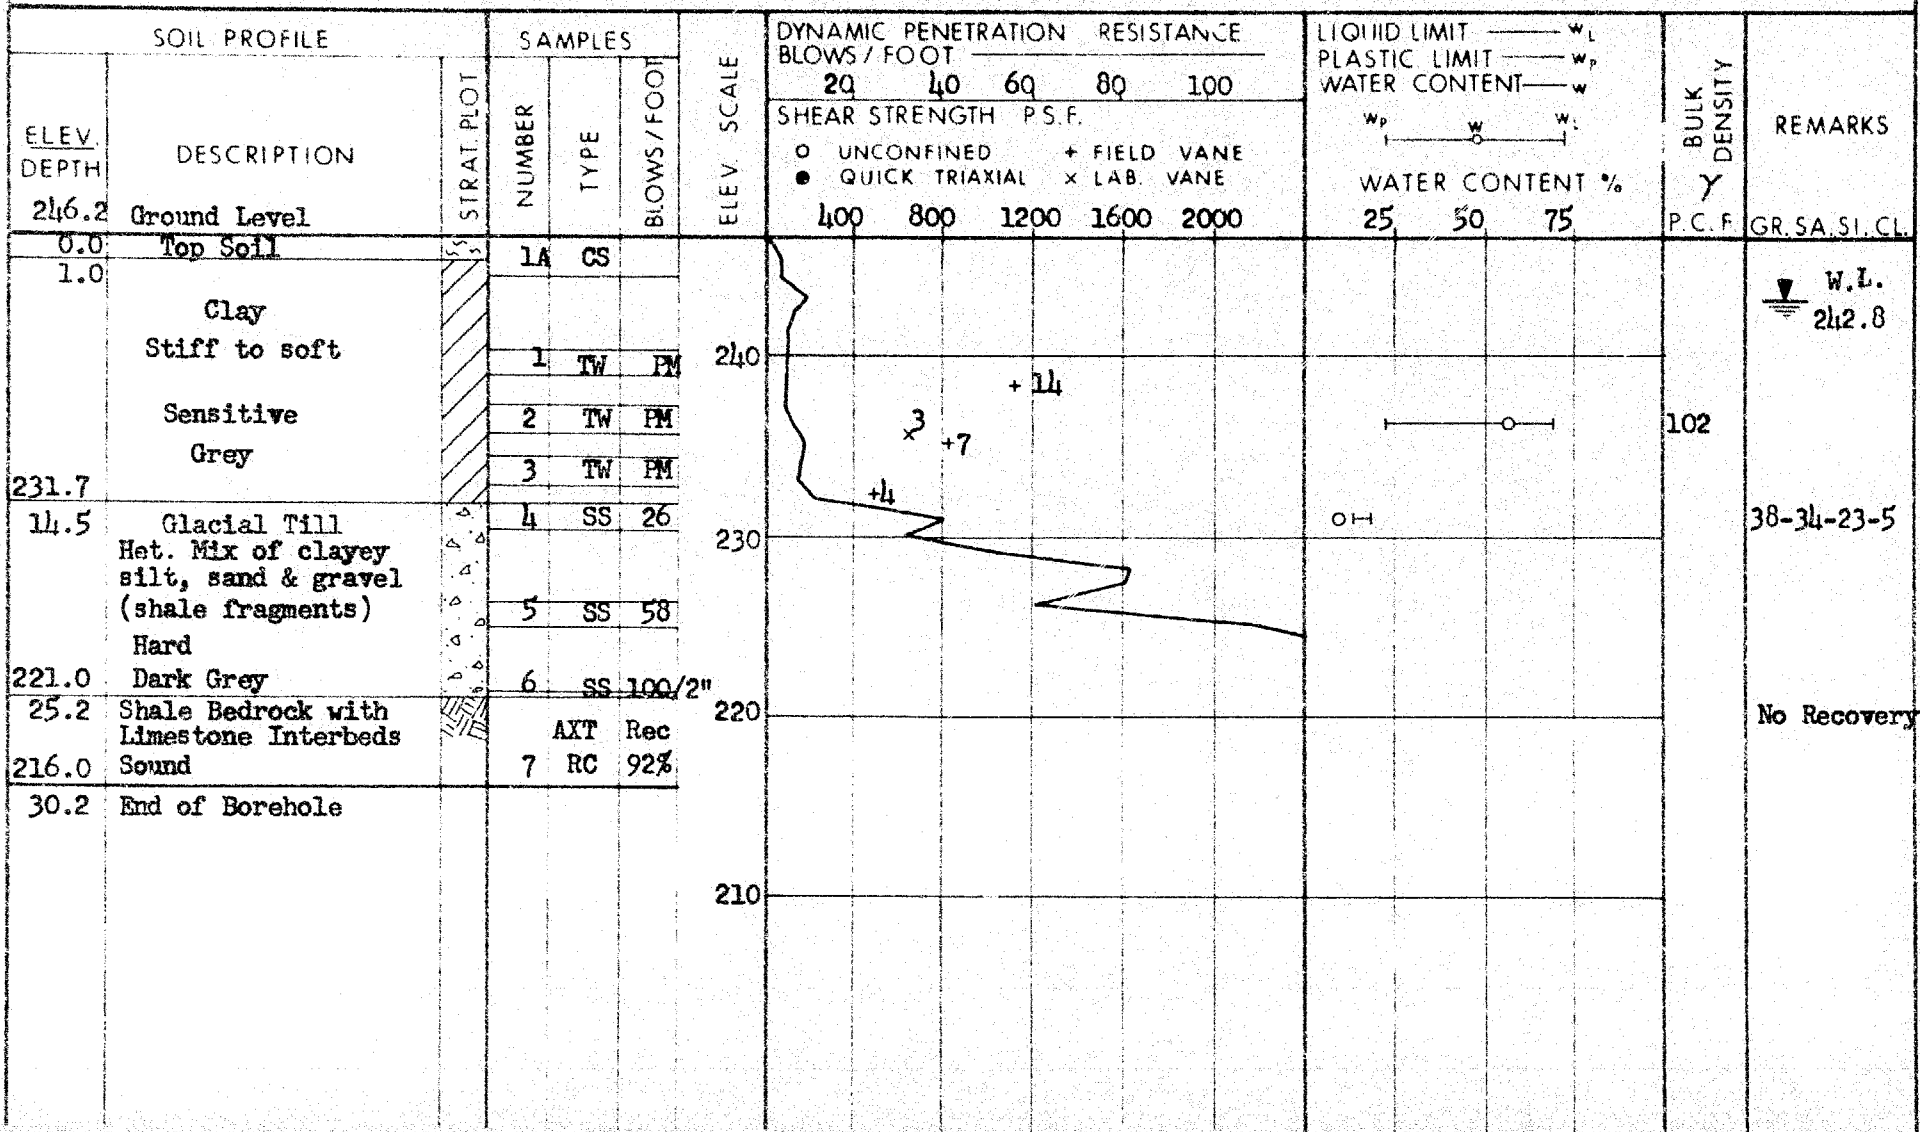 SOIL PROFILE
SAMPLES
ELEV. SCALE
DYNAMIC PENETRATION RESISTANCE
BLOWS / FOOT
20 40 60 80 100
SHEAR STRENGTH P.S.F.
O UNCONFINED + FIELD VANE
● QUICK TRIAXIAL x LAB. VANE
400 800 1200 1600 2000
LIQUID LIMIT —— WL
PLASTIC LIMIT —— WP
WATER CONTENT —— W
WP W WL
WATER CONTENT %
25 50 75
BULK DENSITY
γ
P.C.F.
REMARKS
GR. SA. SI. CL.
ELEV.
DEPTH
DESCRIPTION
STRAT. PLOT
NUMBER
TYPE
BLOWS / FOOT
246.2 Ground Level
0.0 Top Soil
1A CS
1.0
W.L.
242.8
Clay
Stiff to soft
1 TW PM
240
+ 14
Sensitive
2 TW PM
3
x
+7
102
Grey
3 TW PM
231.7
+4
14.5 Glacial Till
4 SS 26
38-34-23-5
230
Het. Mix of clayey
silt, sand & gravel
(shale fragments)
5 SS 58
Hard
221.0 Dark Grey
6 SS 100/2"
25.2 Shale Bedrock with
Limestone Interbeds
AXT Rec
220
No Recovery
216.0 Sound
7 RC 92%
30.2 End of Borehole
210